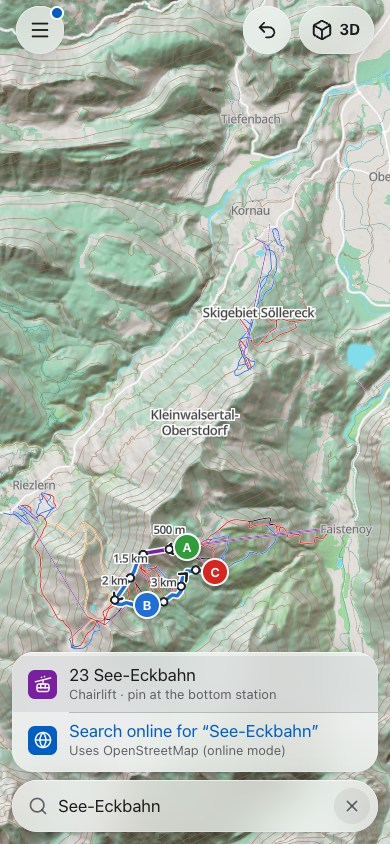 3D
Tiefenbach
Obe
Kornau
Skigebiet Söllereck
Kleinwalsertal-
Oberstdorf
Riezlern
500 m
Faistenoy
A
1.5 km
C
2 km
3 km
B
23 See-Eckbahn
Chairlift · pin at the bottom station
Search online for “See-Eckbahn”
Uses OpenStreetMap (online mode)
See-Eckbahn